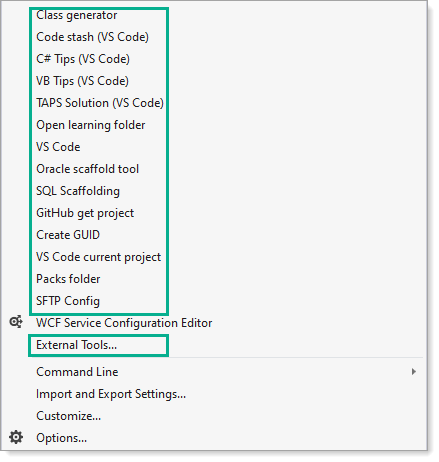 Class generator
Code stash (VS Code)
C# Tips (VS Code)
VB Tips (VS Code)
TAPS Solution (VS Code)
Open learning folder
VS Code
Oracle scaffold tool
SQL Scaffolding
GitHub get project
Create GUID
VS Code current project
Packs folder
SFTP Config
WCF Service Configuration Editor
External Tools...
Command Line
Import and Export Settings...
Customize...
Options...